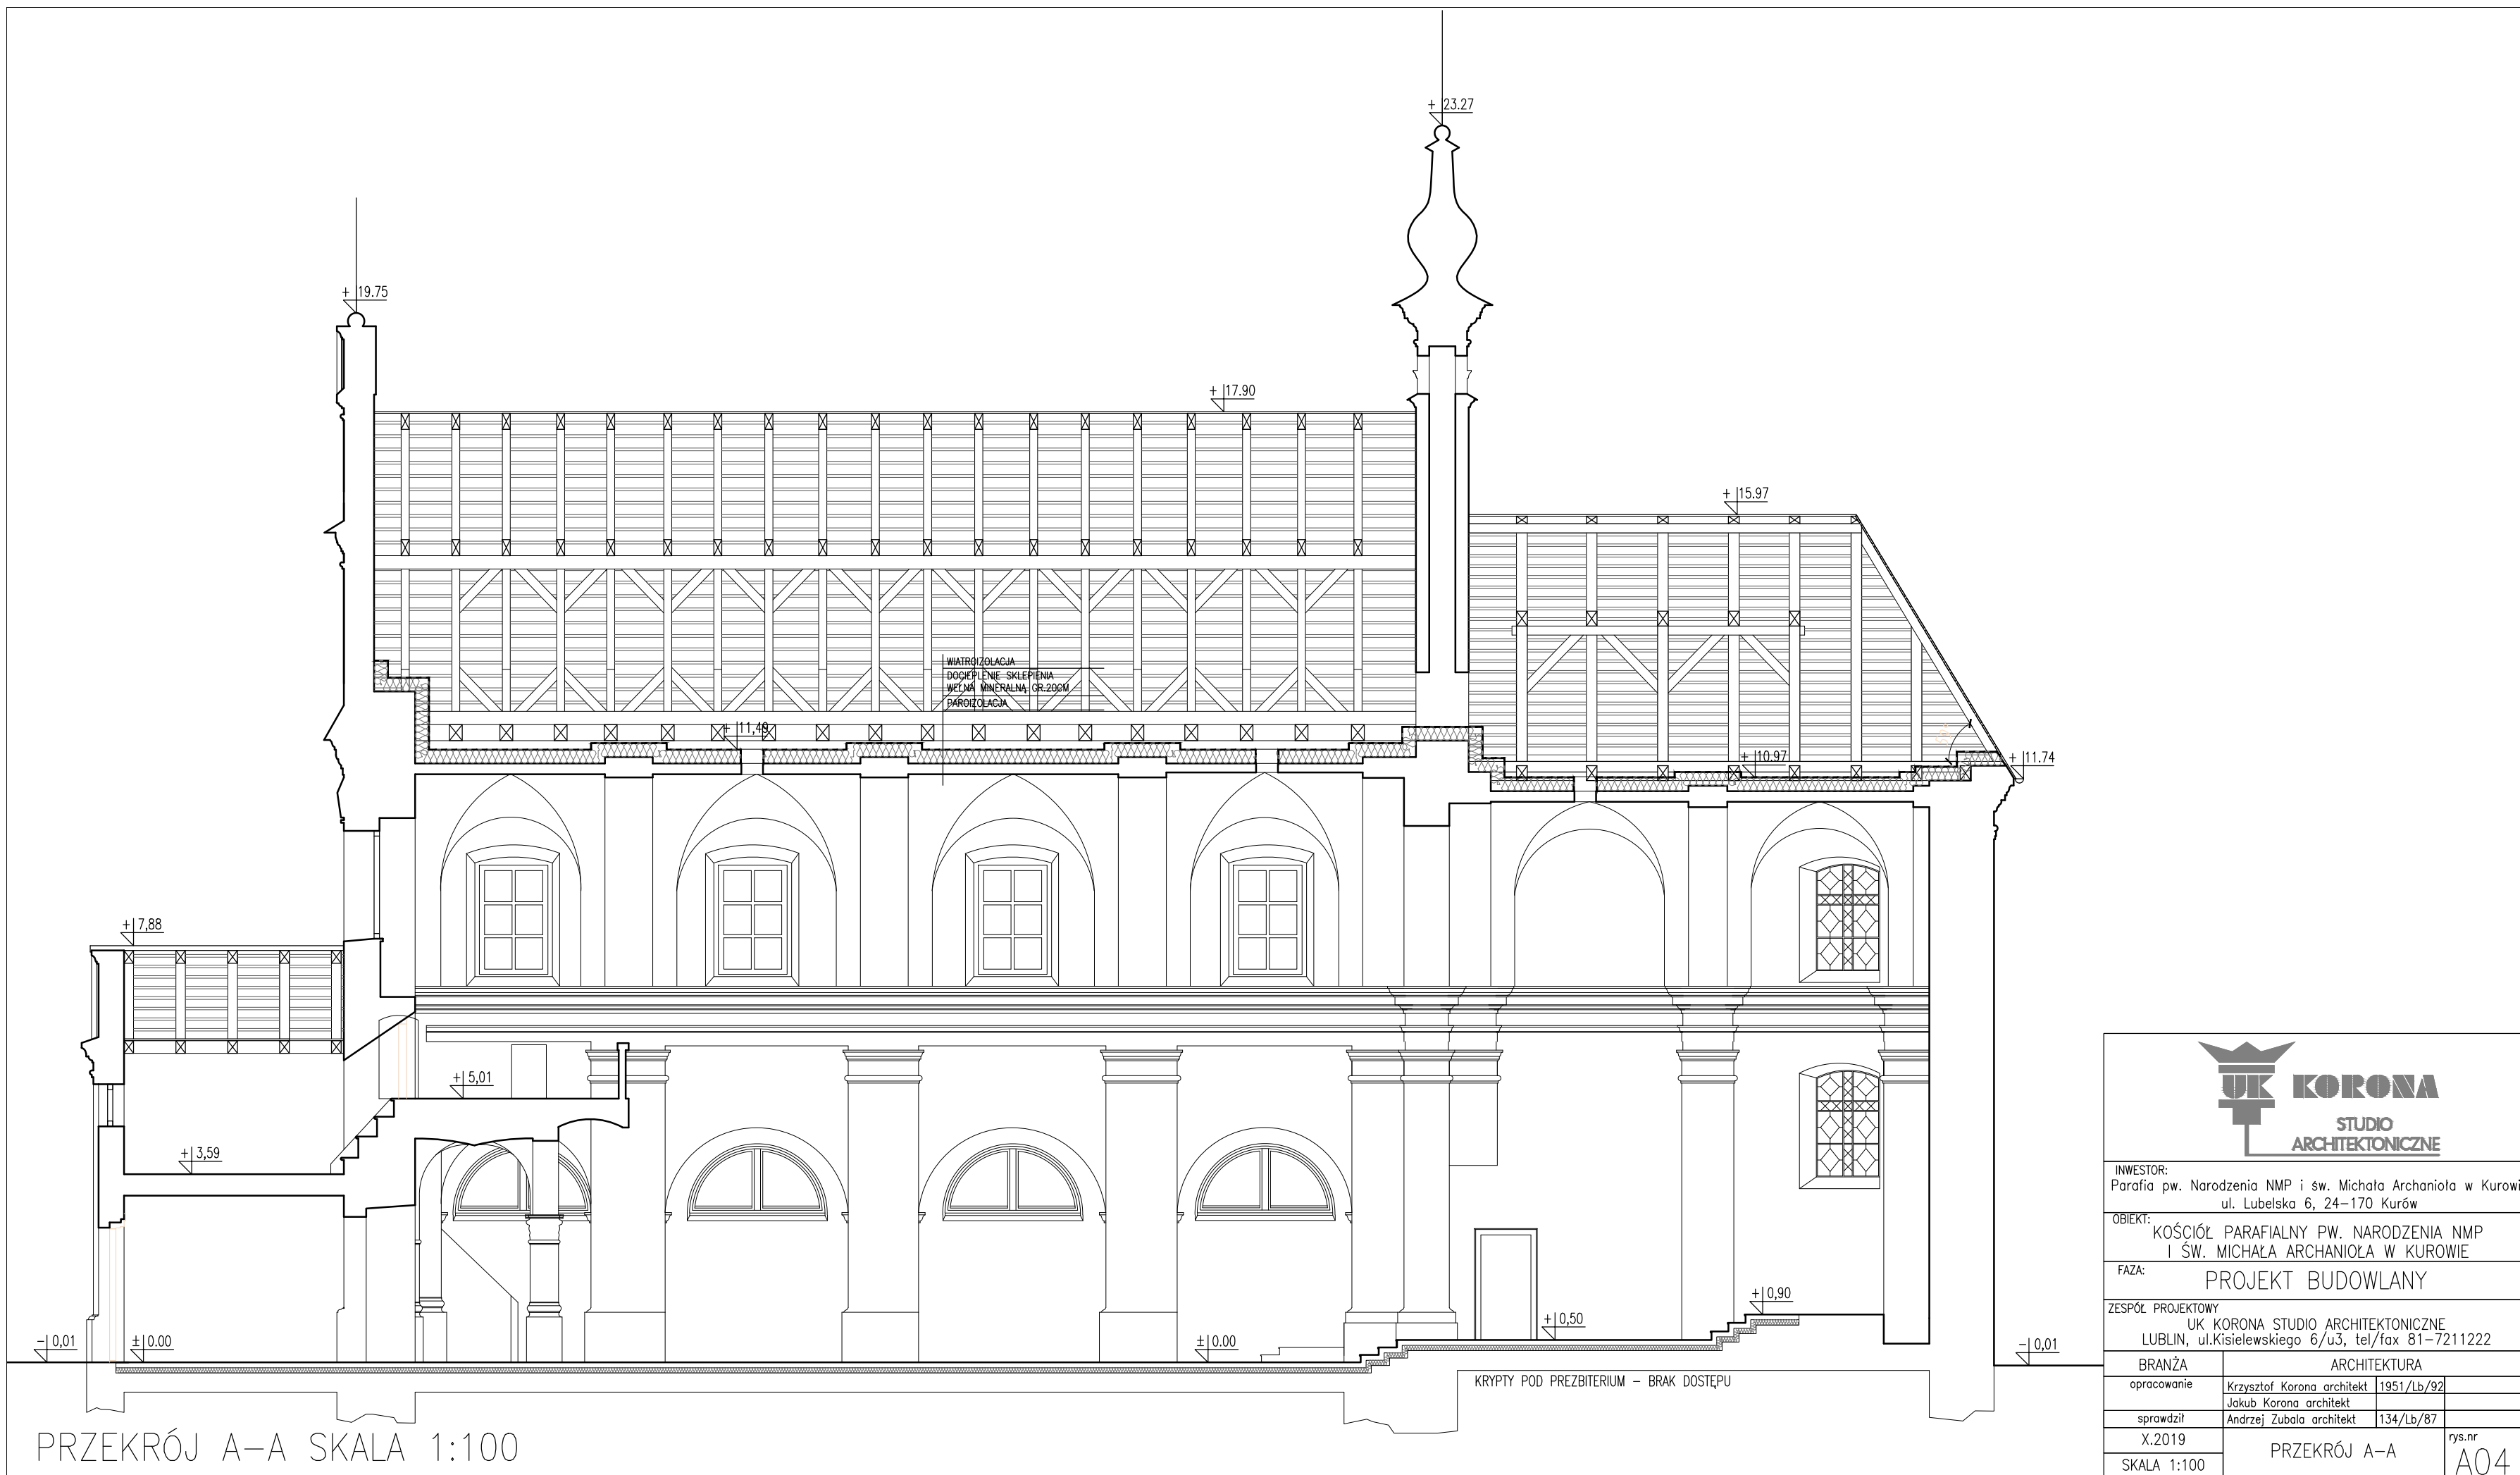 + 23.27
+ 19.75
+ 17.90
+ 15.97
WIATROIZOLACJA
DOCIEPLENIE SKLEPIENIA
WEŁNĄ MINERALNĄ GR.20CM
PAROIZOLACJA
+ 11,49
+ 10.97
+ 11.74
+ 7,88
+ 5,01
+ 3,59
+ 0,90
+ 0,50
- 0,01
± 0.00
± 0.00
- 0,01
KRYPTY POD PREZBITERIUM – BRAK DOSTĘPU
PRZEKRÓJ A–A SKALA 1:100
UK KORONA
STUDIO
ARCHITEKTONICZNE
INWESTOR:
Parafia pw. Narodzenia NMP i św. Michała Archanioła w Kurowi
ul. Lubelska 6, 24–170 Kurów
OBIEKT:
KOŚCIÓŁ PARAFIALNY PW. NARODZENIA NMP
I ŚW. MICHAŁA ARCHANIOŁA W KUROWIE
FAZA:
PROJEKT BUDOWLANY
ZESPÓŁ PROJEKTOWY
UK KORONA STUDIO ARCHITEKTONICZNE
LUBLIN, ul.Kisielewskiego 6/u3, tel/fax 81–7211222
BRANŻA ARCHITEKTURA
opracowanie Krzysztof Korona architekt 1951/Lb/92
Jakub Korona architekt
sprawdził Andrzej Zubala architekt 134/Lb/87
X.2019
PRZEKRÓJ A–A
rys.nr
A04
SKALA 1:100